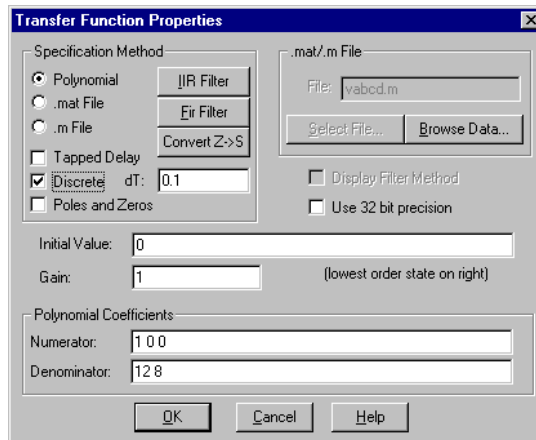 Transfer Function Properties
Specification Method
Polynomial
.mat File
.m File
IIR Filter
Fir Filter
Convert Z->S
Tapped Delay
Discrete dT: 0.1
Poles and Zeros
.mat/.m File
File: vabcd.m
Select File... Browse Data...
Display Filter Method
Use 32 bit precision
Initial Value: 0
Gain: 1 (lowest order state on right)
Polynomial Coefficients
Numerator: 1 0 0
Denominator: 12 8
OK Cancel Help